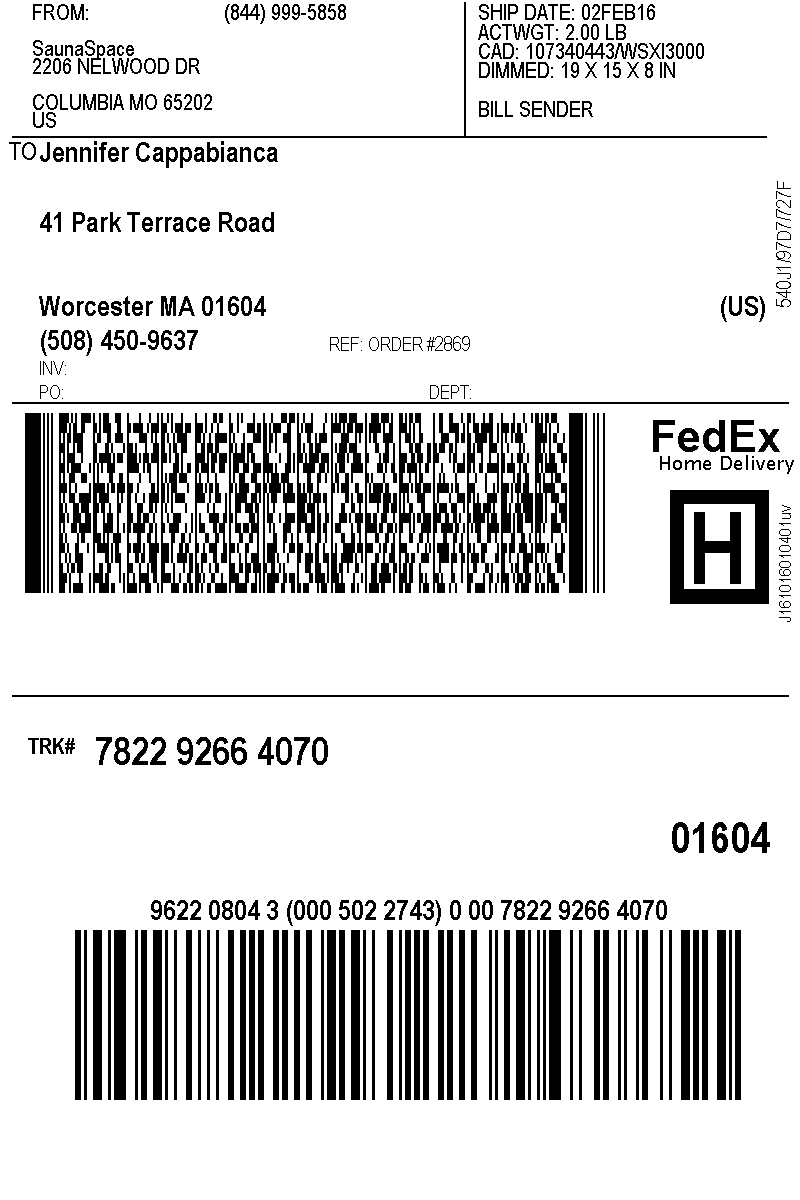 FROM: (844) 999-5858
SaunaSpace
2206 NELWOOD DR
COLUMBIA MO 65202
US
SHIP DATE: 02FEB16
ACTWGT: 2.00 LB
CAD: 107340443/WSXI3000
DIMMED: 19 X 15 X 8 IN
BILL SENDER
TO Jennifer Cappabianca
41 Park Terrace Road
Worcester MA 01604 (US)
(508) 450-9637 REF: ORDER #2869
INV:
PO: DEPT:
540J1/97D7/727F
FedEx
Home Delivery
H
J161016010401uv
TRK# 7822 9266 4070
01604
9622 0804 3 (000 502 2743) 0 00 7822 9266 4070